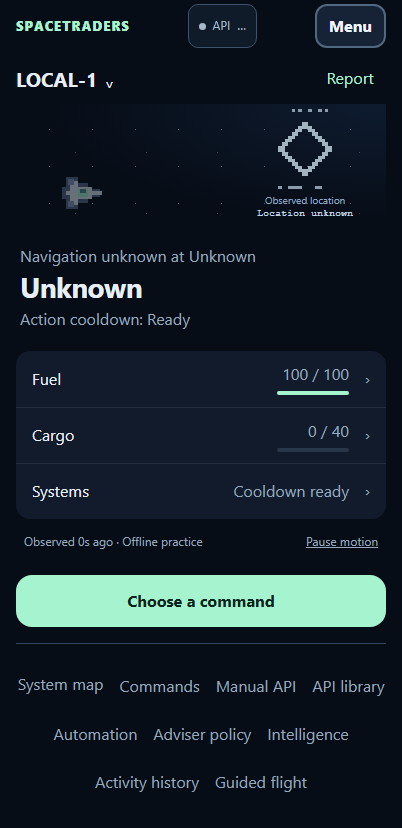 SPACETRADERS
API ...
Menu
LOCAL-1 v
Report
Observed location
Location unknown
Navigation unknown at Unknown
Unknown
Action cooldown: Ready
Fuel 100 / 100 ›
Cargo 0 / 40 ›
Systems Cooldown ready ›
Observed 0s ago · Offline practice Pause motion
Choose a command
System map Commands Manual API API library
Automation Adviser policy Intelligence
Activity history Guided flight